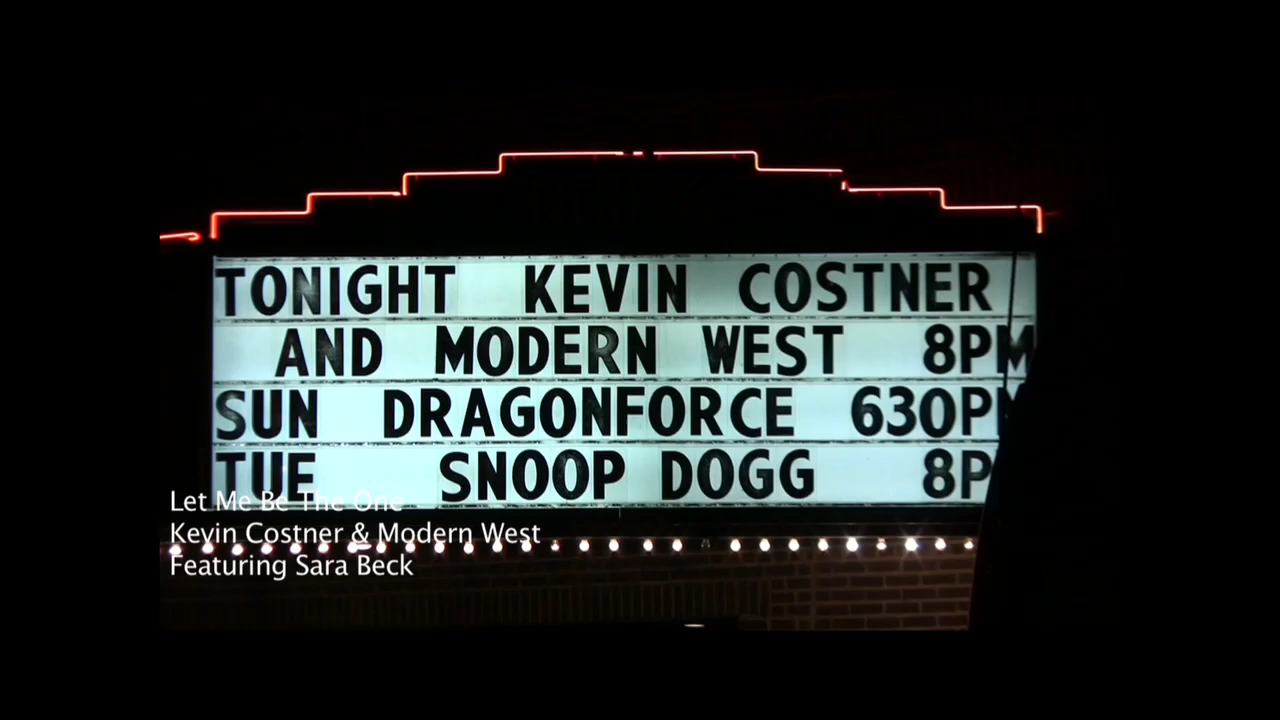 TONIGHT KEVIN COSTNER
AND MODERN WEST 8PM
SUN DRAGONFORCE 630PM
TUE SNOOP DOGG 8P
Let Me Be The One
Kevin Costner & Modern West
Featuring Sara Beck